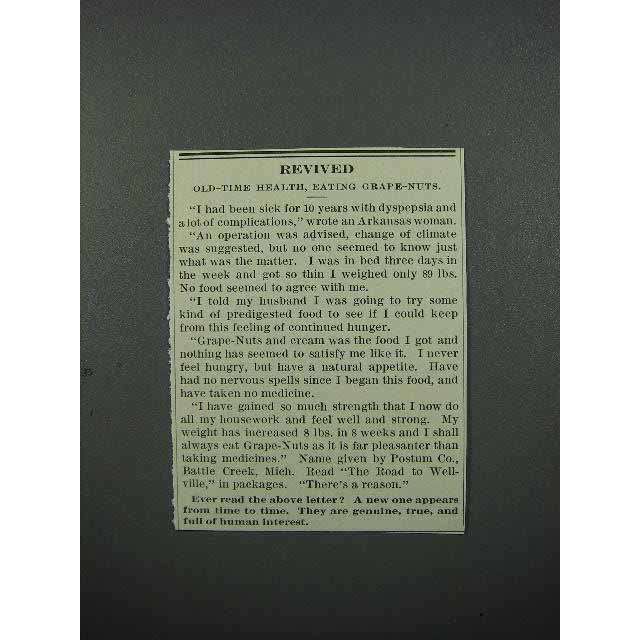 REVIVED
OLD-TIME HEALTH, EATING GRAPE-NUTS.
"I had been sick for 10 years with dyspepsia and
a lot of complications," wrote an Arkansas woman.
"An operation was advised, change of climate
was suggested, but no one seemed to know just
what was the matter. I was in bed three days in
the week and got so thin I weighed only 89 lbs.
No food seemed to agree with me.
"I told my husband I was going to try some
kind of predigested food to see if I could keep
from this feeling of continued hunger.
"Grape-Nuts and cream was the food I got and
nothing has seemed to satisfy me like it. I never
feel hungry, but have a natural appetite. Have
had no nervous spells since I began this food, and
have taken no medicine.
"I have gained so much strength that I now do
all my housework and feel well and strong. My
weight has increased 8 lbs. in 8 weeks and I shall
always eat Grape-Nuts as it is far pleasanter than
taking medicines." Name given by Postum Co.,
Battle Creek, Mich. Read "The Road to Well-
ville," in packages. "There's a reason."
Ever read the above letter? A new one appears
from time to time. They are genuine, true, and
full of human interest.